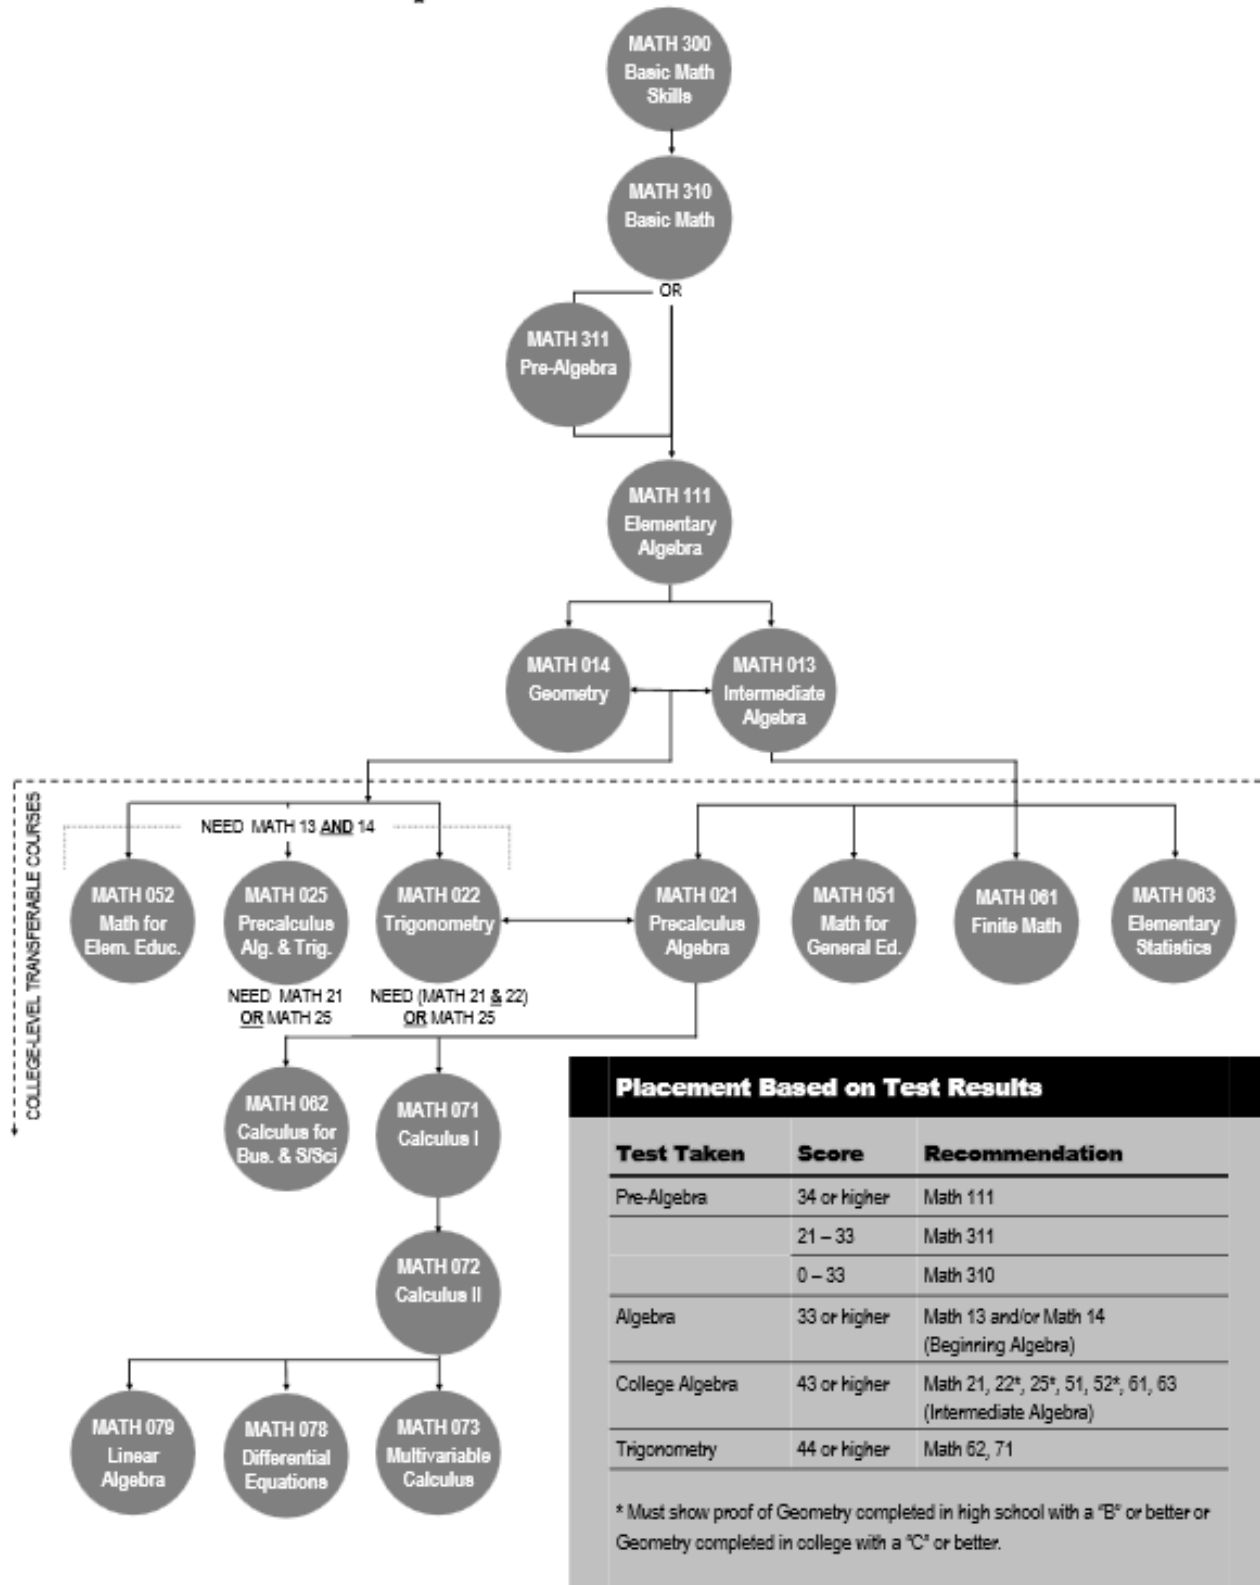 MATH 300
Basic Math
Skills
MATH 310
Basic Math
OR
MATH 311
Pre-Algebra
MATH 111
Elementary
Algebra
MATH 014
Geometry
MATH 013
Intermediate
Algebra
COLLEGE-LEVEL TRANSFERABLE COURSES
NEED MATH 13 AND 14
MATH 052
Math for
Elem. Educ.
MATH 025
Precalculus
Alg. & Trig.
MATH 022
Trigonometry
MATH 021
Precalculus
Algebra
MATH 051
Math for
General Ed.
MATH 061
Finite Math
MATH 063
Elementary
Statistics
NEED MATH 21
OR MATH 25
NEED (MATH 21 & 22)
OR MATH 25
MATH 062
Calculus for
Bus. & S/Sci
MATH 071
Calculus I
MATH 072
Calculus II
MATH 079
Linear
Algebra
MATH 078
Differential
Equations
MATH 073
Multivariable
Calculus
Placement Based on Test Results
Test Taken Score Recommendation
Pre-Algebra 34 or higher Math 111
21 – 33 Math 311
0 – 33 Math 310
Algebra 33 or higher Math 13 and/or Math 14
(Beginning Algebra)
College Algebra 43 or higher Math 21, 22*, 25*, 51, 52*, 61, 63
(Intermediate Algebra)
Trigonometry 44 or higher Math 62, 71
* Must show proof of Geometry completed in high school with a "B" or better or
Geometry completed in college with a "C" or better.